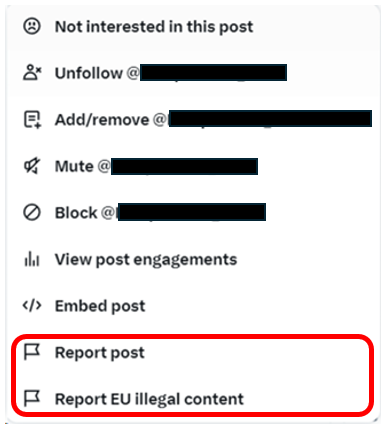 Not interested in this post
Unfollow @
Add/remove @
Mute @
Block @
View post engagements
Embed post
Report post
Report EU illegal content